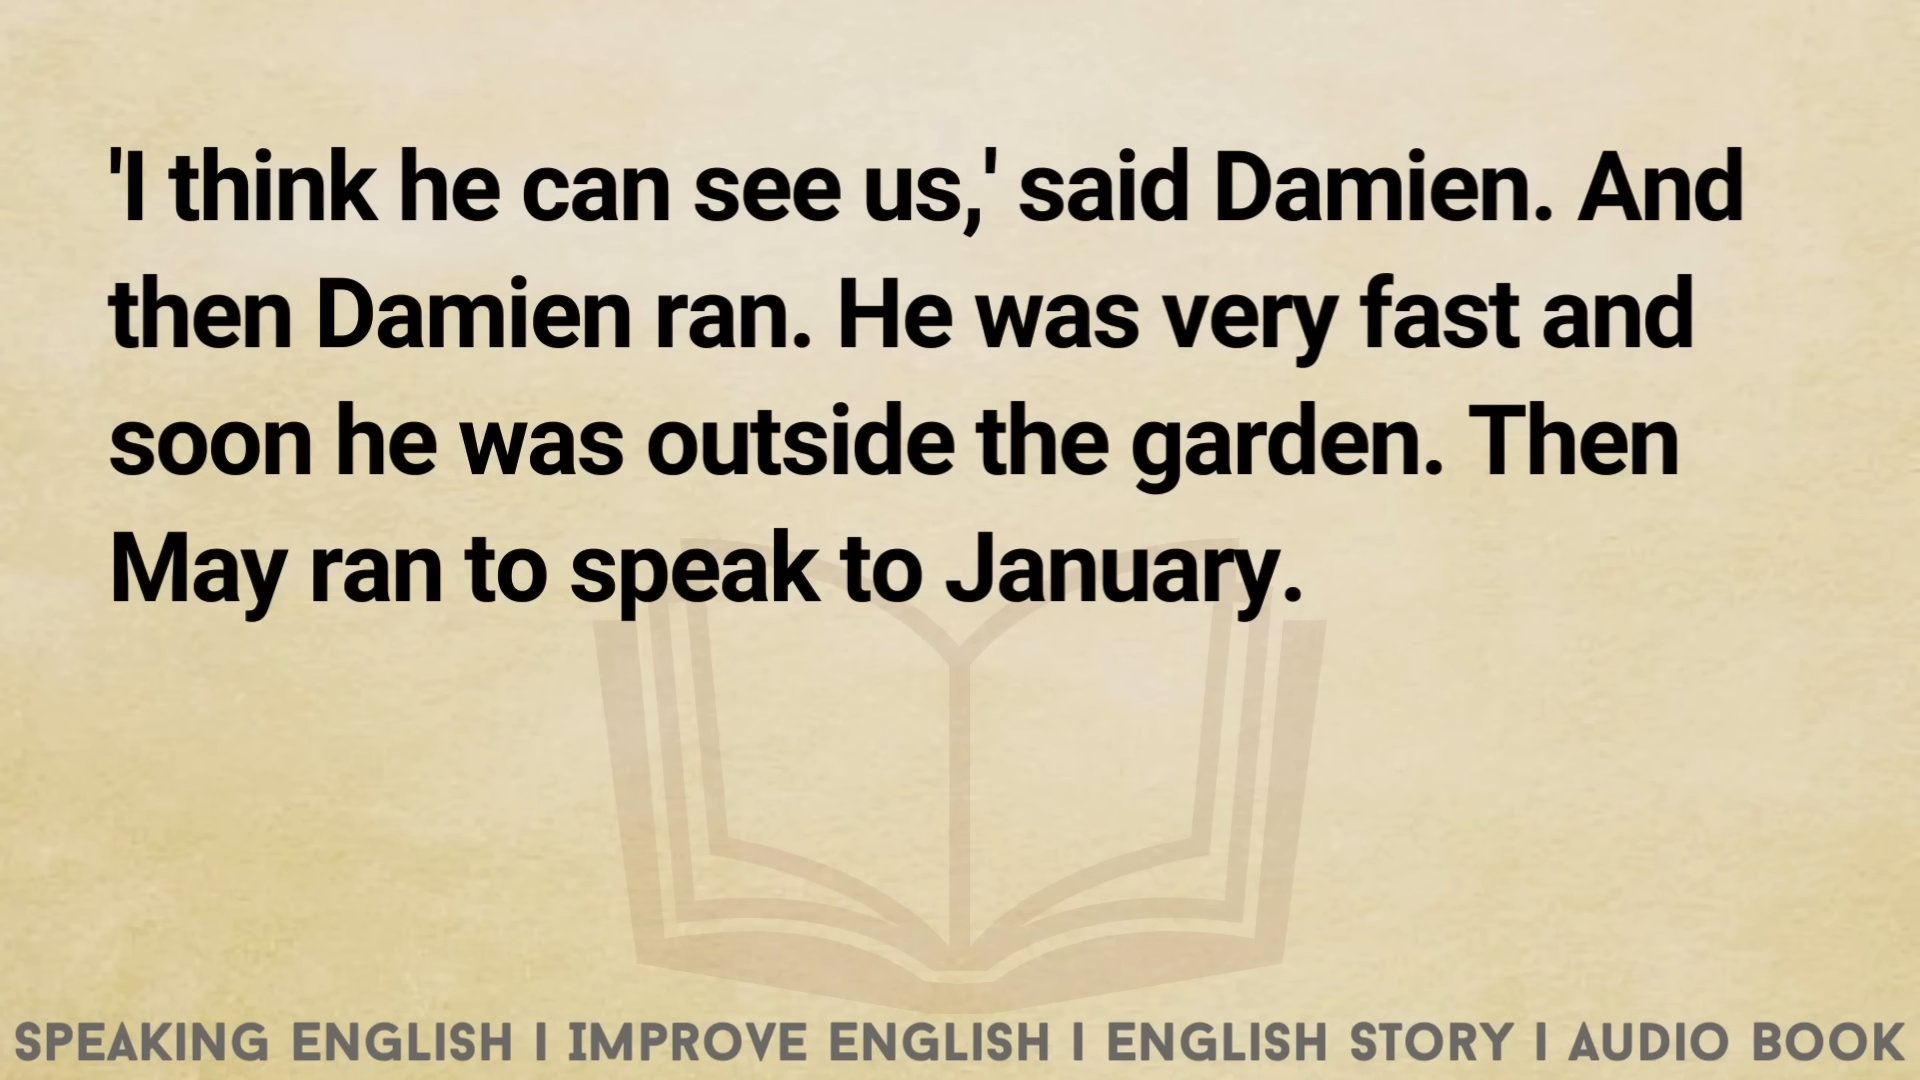 'I think he can see us,' said Damien. And
then Damien ran. He was very fast and
soon he was outside the garden. Then
May ran to speak to January.
SPEAKING ENGLISH I IMPROVE ENGLISH I ENGLISH STORY I AUDIO BOOK